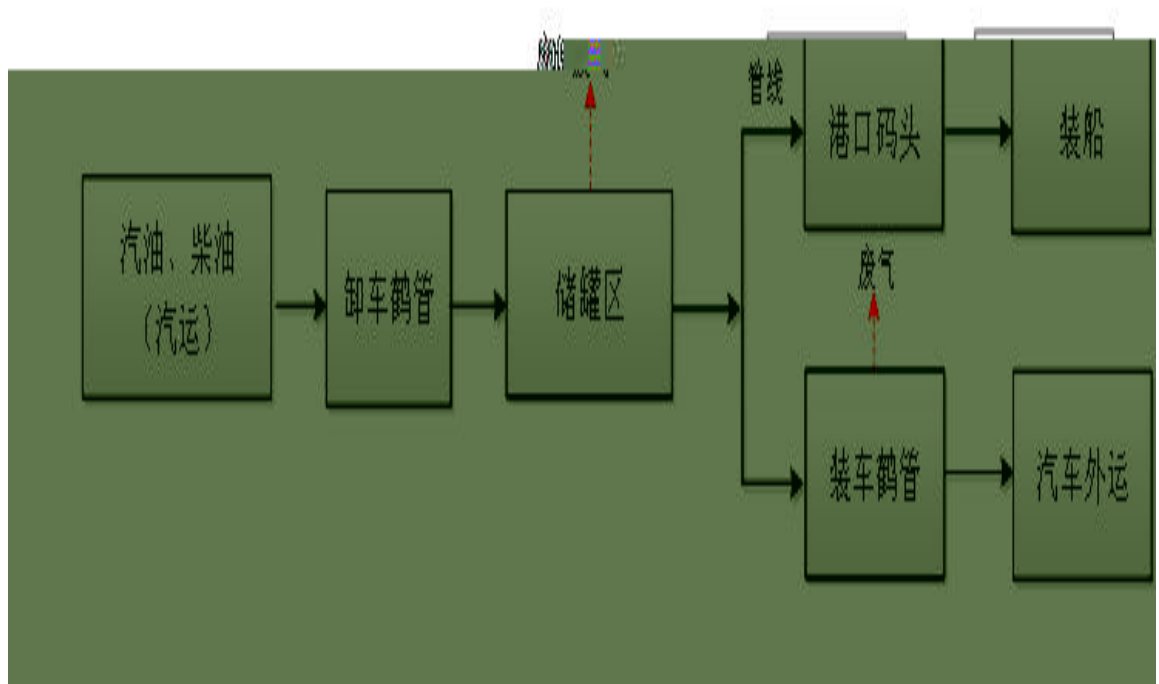 管线
港口码头
装船
汽油、柴油
（汽运）
卸车鹤管
储罐区
废气
装车鹤管
汽车外运